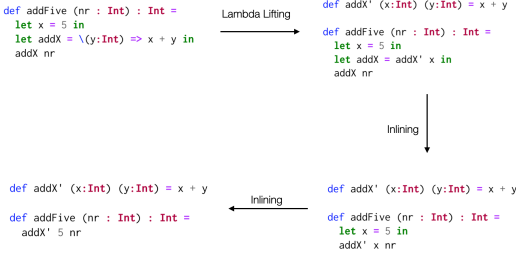 def addFive (nr : Int) : Int =
let x = 5 in
let addX = \(y:Int) => x + y in
addX nr
Lambda Lifting
def addX' (x:Int) (y:Int) = x + y
def addFive (nr : Int) : Int =
let x = 5 in
let addX = addX' x in
addX nr
Inlining
def addX' (x:Int) (y:Int) = x + y
def addFive (nr : Int) : Int =
let x = 5 in
addX' x nr
Inlining
def addX' (x:Int) (y:Int) = x + y
def addFive (nr : Int) : Int =
addX' 5 nr